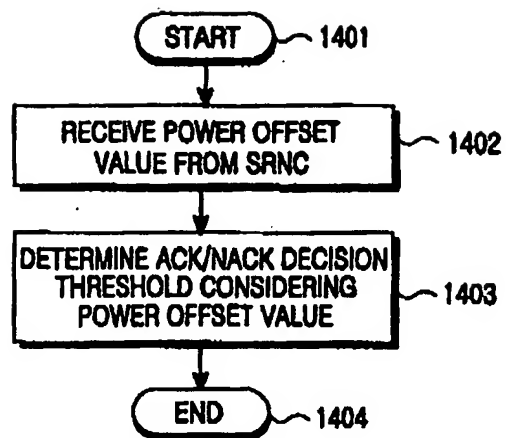 START
1401
RECEIVE POWER OFFSET
VALUE FROM SRNC
1402
DETERMINE ACK/NACK DECISION
THRESHOLD CONSIDERING
POWER OFFSET VALUE
1403
END
1404